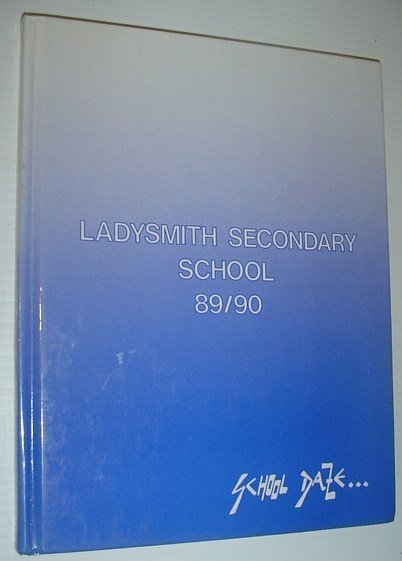 LADYSMITH SECONDARY
SCHOOL
89/90
SCHOOL DAZE...